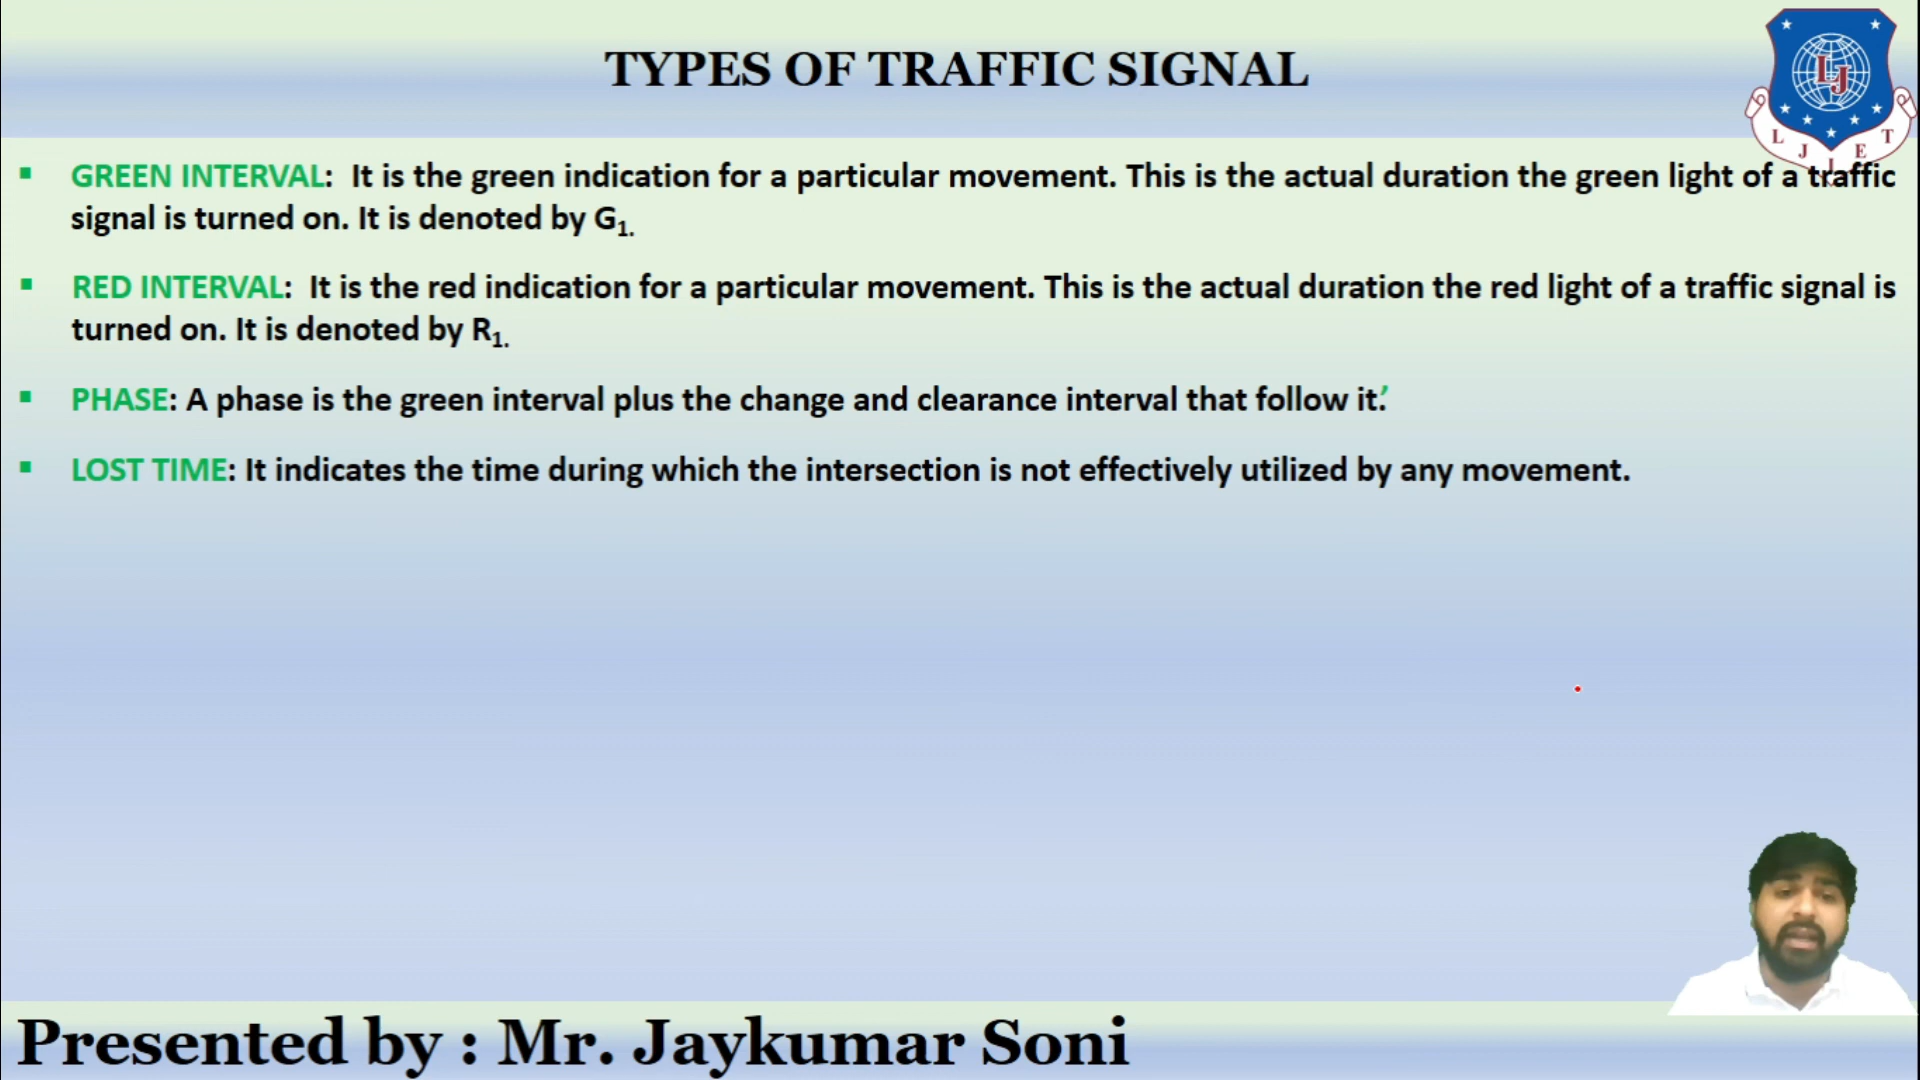 TYPES OF TRAFFIC SIGNAL
L J I E T
LJ
▪ GREEN INTERVAL: It is the green indication for a particular movement. This is the actual duration the green light of a traffic
signal is turned on. It is denoted by G1.
▪ RED INTERVAL: It is the red indication for a particular movement. This is the actual duration the red light of a traffic signal is
turned on. It is denoted by R1.
▪ PHASE: A phase is the green interval plus the change and clearance interval that follow it.’
▪ LOST TIME: It indicates the time during which the intersection is not effectively utilized by any movement.
Presented by : Mr. Jaykumar Soni